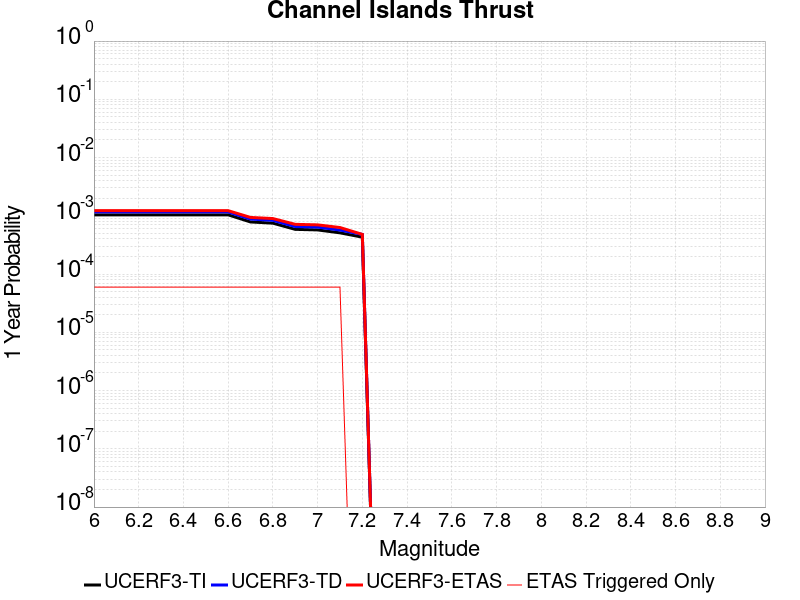 Channel Islands Thrust
10^0
10^-1
10^-2
10^-3
10^-4
10^-5
10^-6
10^-7
10^-8
1 Year Probability
6 6.2 6.4 6.6 6.8 7 7.2 7.4 7.6 7.8 8 8.2 8.4 8.6 8.8 9
Magnitude
UCERF3-TI UCERF3-TD UCERF3-ETAS ETAS Triggered Only